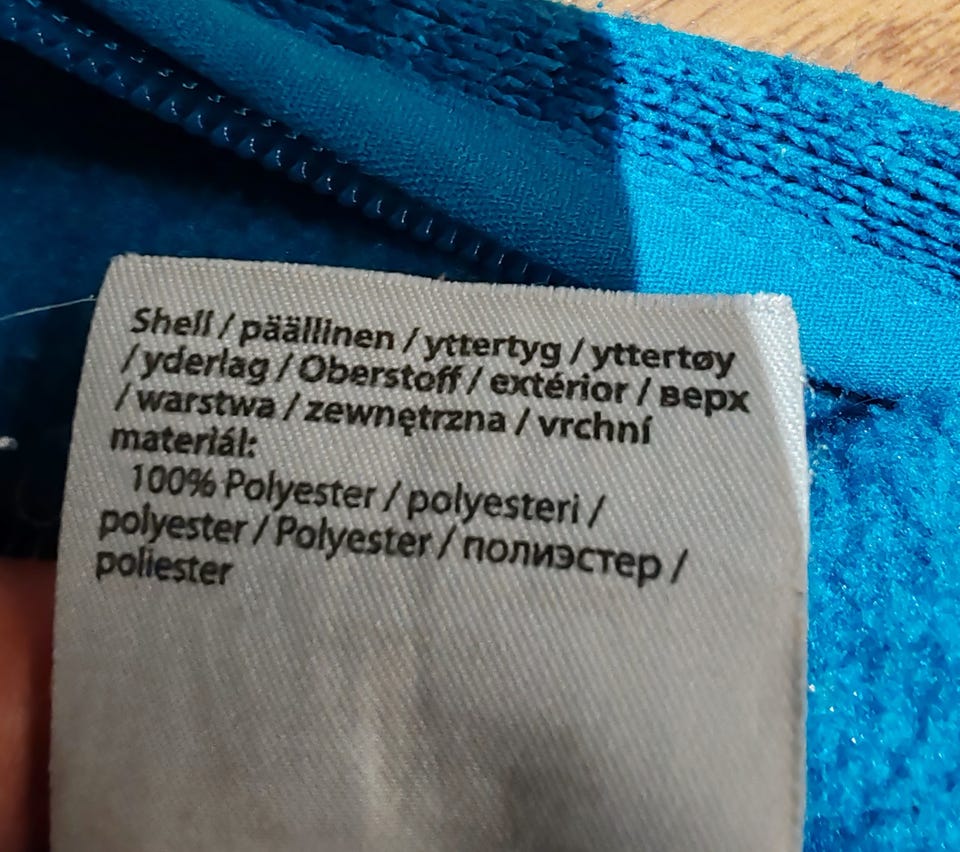 Shell / päällinen / yttertyg / yttertøy
/ yderlag / Oberstoff / extérior / верх
/ warstwa / zewnętrzna / vrchní
materiál:
100% Polyester / polyesteri /
polyester / Polyester / полиэстер /
poliester